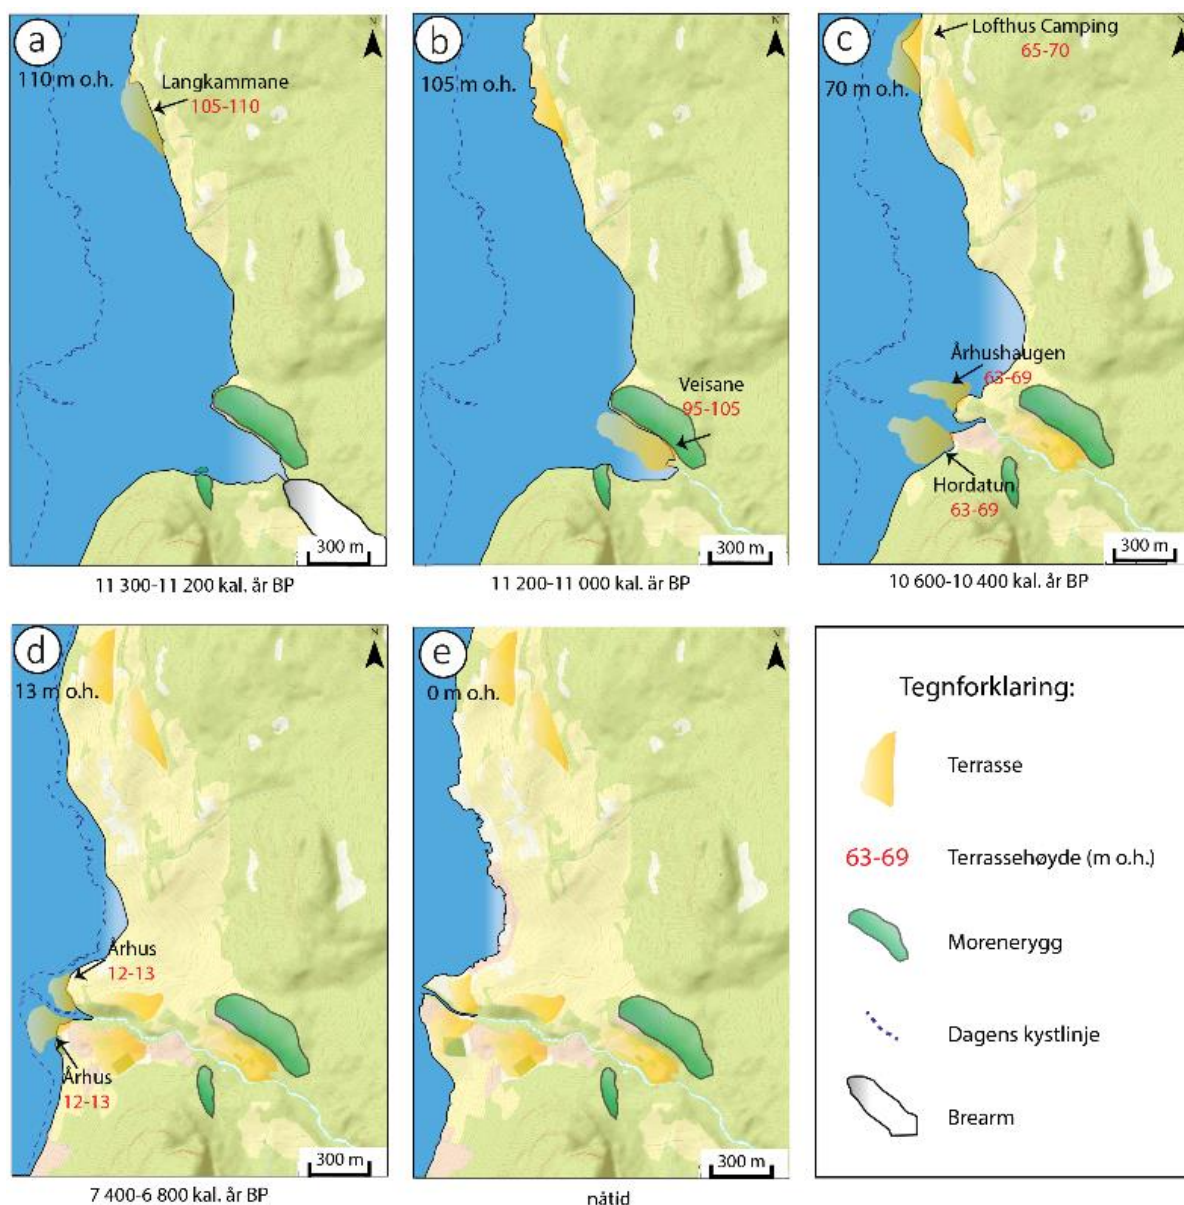 a
N
110 m o.h.
Langkammane
105-110
300 m
11 300-11 200 kal. år BP
b
N
105 m o.h.
Veisane
95-105
300 m
11 200-11 000 kal. år BP
c
N
Lofthus Camping
65-70
70 m o.h.
Århushaugen
63-69
Hordatun
63-69
300 m
10 600-10 400 kal. år BP
d
N
13 m o.h.
Århus
12-13
Århus
12-13
300 m
7 400-6 800 kal. år BP
e
N
0 m o.h.
300 m
nåtid
Tegnforklaring:
Terrasse
63-69 Terrassehøyde (m o.h.)
Morenerygg
Dagens kystlinje
Brearm